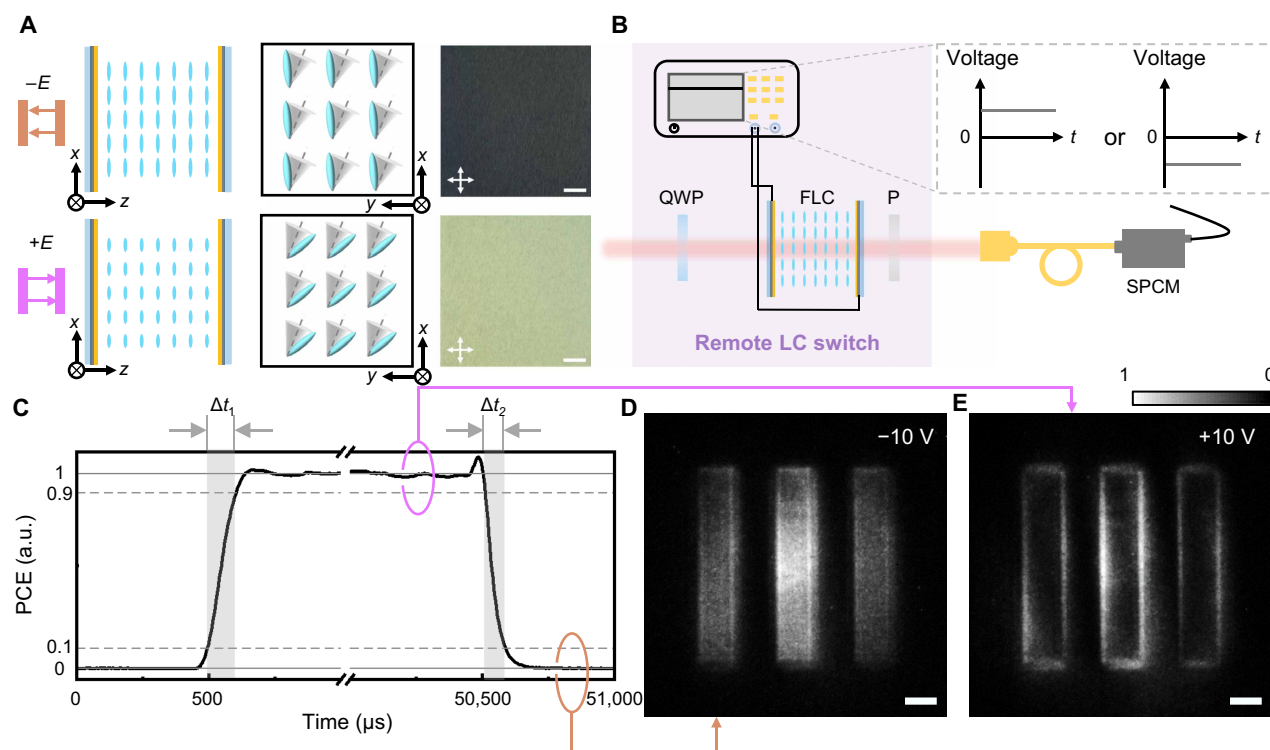 A
−E
x
z
y
x
+E
x
z
y
x
B
Voltage
0
t
or
Voltage
0
t
QWP
FLC
P
SPCM
Remote LC switch
C
Δt1
Δt2
1
0.9
0.1
0
PCE (a.u.)
0
500
50,500
51,000
Time (µs)
D
−10 V
E
1
0
+10 V